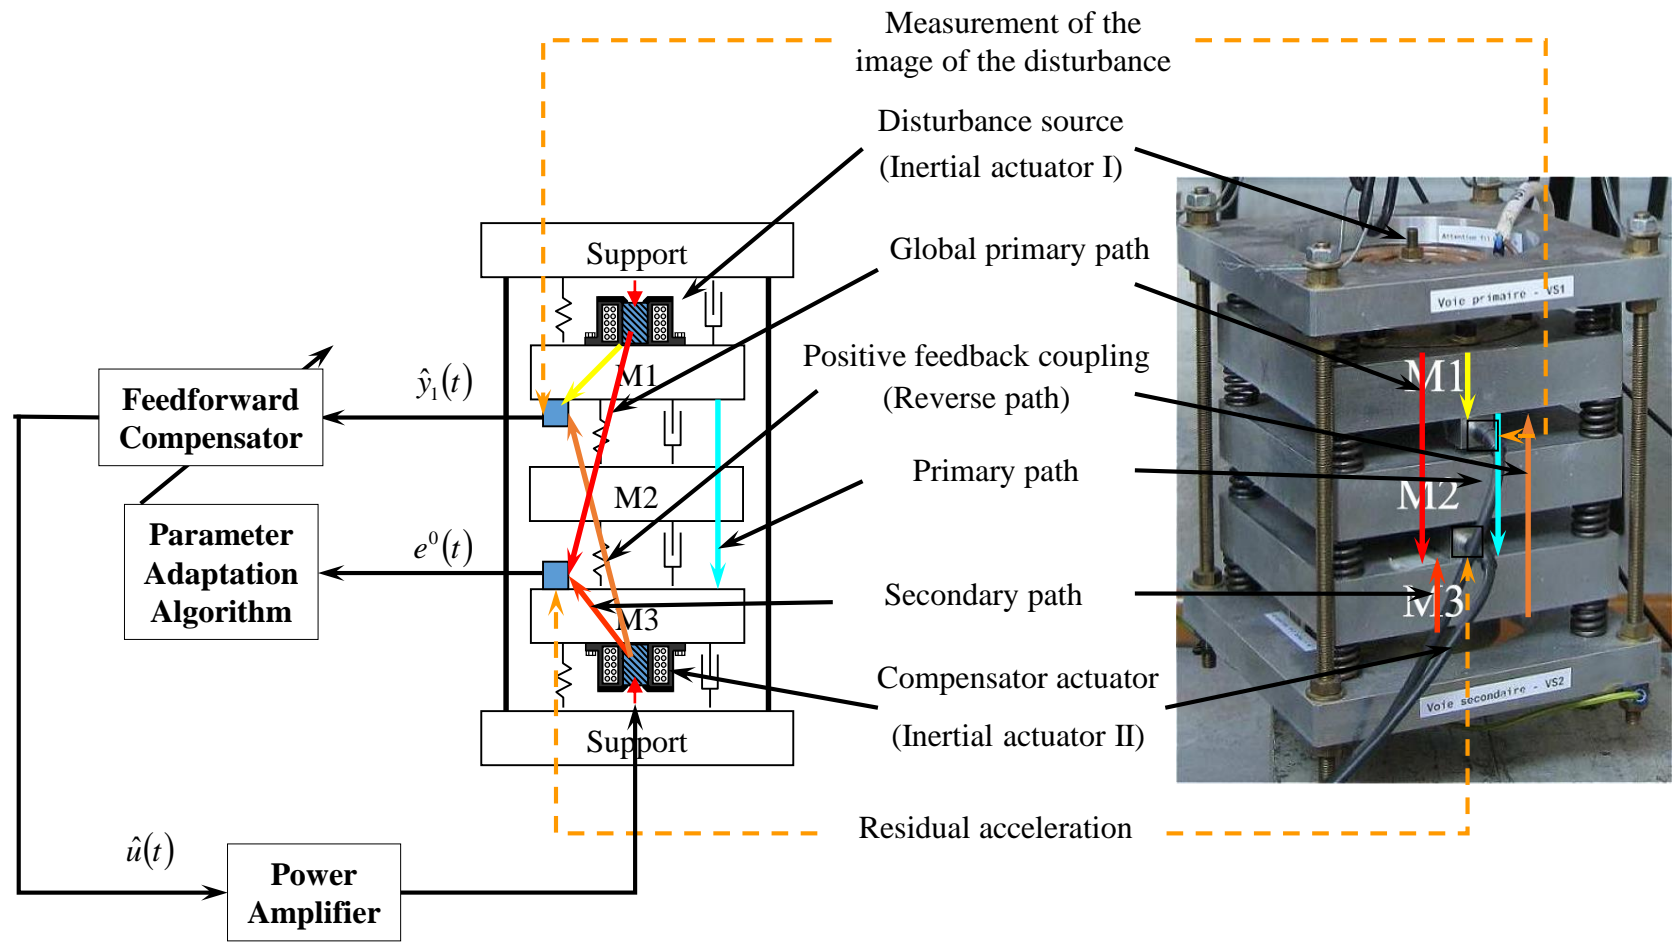 Measurement of the
image of the disturbance
Disturbance source
(Inertial actuator I)
Support
Global primary path
Attention
Voie primaire - VS1
Positive feedback coupling
(Reverse path)
M1
M1
ŷ₁(t)
Feedforward
Compensator
Primary path
M2
M2
e⁰(t)
Parameter
Adaptation
Algorithm
Secondary path
M3
M3
Compensator actuator
(Inertial actuator II)
Voie secondaire - VS2
Support
Residual acceleration
û(t)
Power
Amplifier